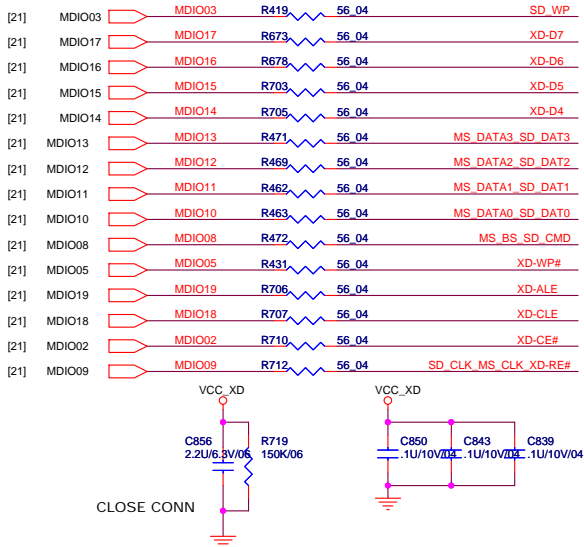 [21] MDIO03 MDIO03 R419 56_04 SD_WP
[21] MDIO17 MDIO17 R673 56_04 XD-D7
[21] MDIO16 MDIO16 R678 56_04 XD-D6
[21] MDIO15 MDIO15 R703 56_04 XD-D5
[21] MDIO14 MDIO14 R705 56_04 XD-D4
[21] MDIO13 MDIO13 R471 56_04 MS_DATA3_SD_DAT3
[21] MDIO12 MDIO12 R469 56_04 MS_DATA2_SD_DAT2
[21] MDIO11 MDIO11 R462 56_04 MS_DATA1_SD_DAT1
[21] MDIO10 MDIO10 R463 56_04 MS_DATA0_SD_DAT0
[21] MDIO08 MDIO08 R472 56_04 MS_BS_SD_CMD
[21] MDIO05 MDIO05 R431 56_04 XD-WP#
[21] MDIO19 MDIO19 R706 56_04 XD-ALE
[21] MDIO18 MDIO18 R707 56_04 XD-CLE
[21] MDIO02 MDIO02 R710 56_04 XD-CE#
[21] MDIO09 MDIO09 R712 56_04 SD_CLK_MS_CLK_XD-RE#
VCC_XD VCC_XD
C856 R719 C850 C843 C839
2.2U/6.3V/06 150K/06 .1U/10V/04 .1U/10V/04 .1U/10V/04
CLOSE CONN